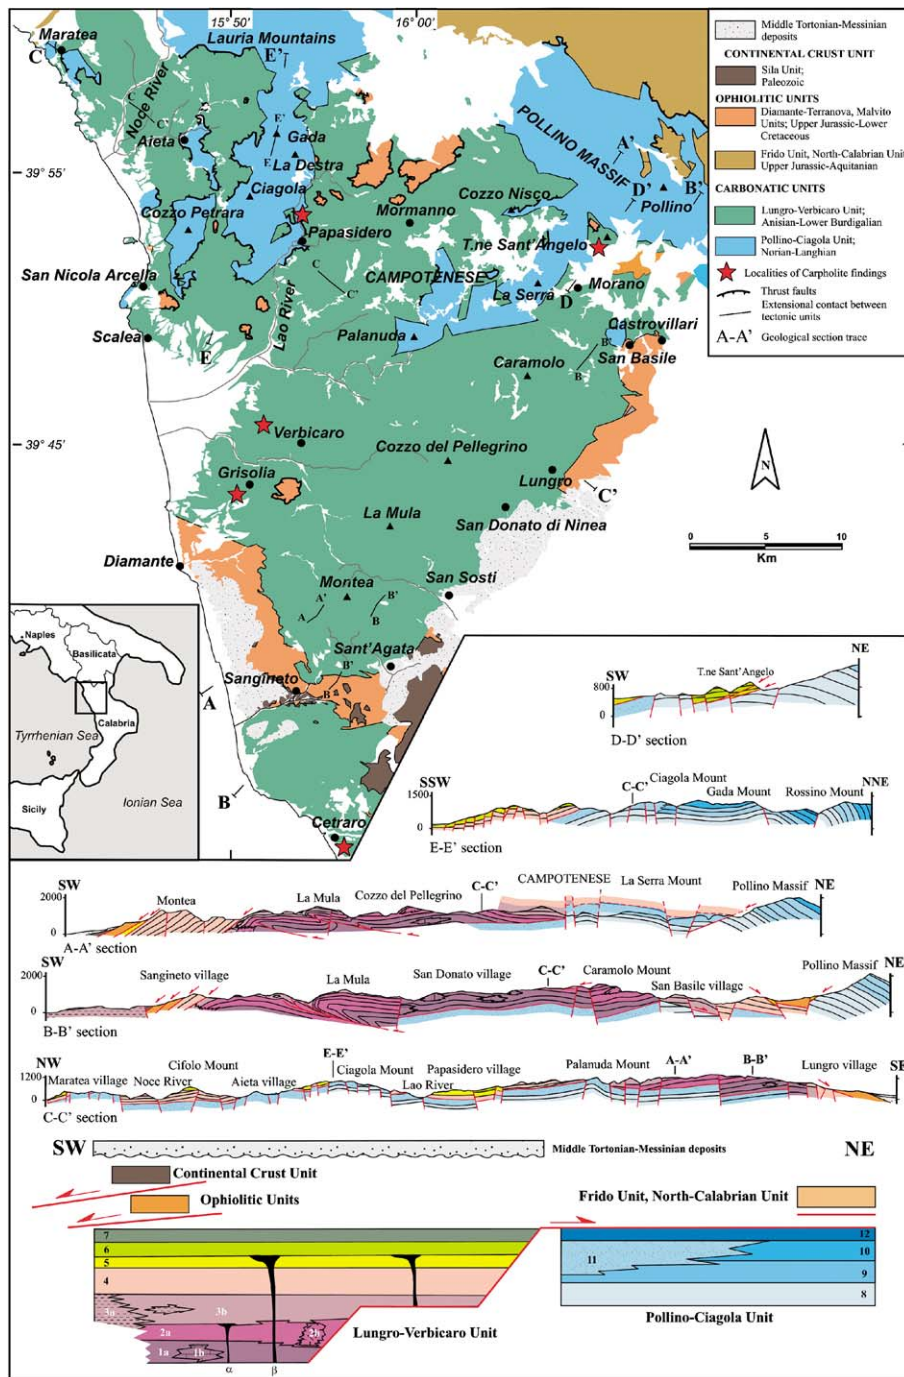 15° 50'
16° 00'
Maratea
C
Lauria Mountains
E'
Noce River
C
C'
Aieta
E'
E
Gada
La Destra
Ciagola
Cozzo Petrara
39° 55'
POLLINO MASSIF
A'
D'
B'
Pollino
Cozzo Nisco
Mormanno
T.ne Sant'Angelo
Papasidero
C
C'
CAMPOTENESE
San Nicola Arcella
La Serra
D
Morano
Lao River
Scalea
E
Palanuda
Castrovillari
B'
San Basile
Caramolo
B
39° 45'
Verbicaro
Cozzo del Pellegrino
Grisolia
Lungro
C'
La Mula
San Donato di Ninea
Diamante
Montea
San Sosti
A'
A
B'
B
Sant'Agata
B'
Sangineto
B
A
B
Cetraro
Middle Tortonian-Messinian
deposits
CONTINENTAL CRUST UNIT
Sila Unit;
Paleozoic
OPHIOLITIC UNITS
Diamante-Terranova, Malvito
Units; Upper Jurassic-Lower
Cretaceous
Frido Unit, North-Calabrian Unit
Upper Jurassic-Aquitanian
CARBONATIC UNITS
Lungro-Verbicaro Unit;
Anisian-Lower Burdigalian
Pollino-Ciagola Unit;
Norian-Langhian
Localities of Carpholite findings
Thrust faults
Extensional contact between
tectonic units
A-A' Geological section trace
N
0 5 10
Km
Naples
Basilicata
Calabria
Tyrrhenian Sea
Ionian Sea
Sicily
SW
NE
T.ne Sant'Angelo
800
0
D-D' section
SSW
NNE
1500
0
C-C'
Ciagola Mount
Gada Mount
Rossino Mount
E-E' section
SW
NE
2000
0
Montea
La Mula
Cozzo del Pellegrino
C-C'
CAMPOTENESE
La Serra Mount
Pollino Massif
A-A' section
SW
NE
2000
0
Sangineto village
La Mula
San Donato village
C-C'
Caramolo Mount
San Basile village
Pollino Massif
B-B' section
NW
SE
1200
0
Maratea village
Noce River
Cifolo Mount
Aieta village
E-E'
Ciagola Mount
Lao River
Papasidero village
Palanuda Mount
A-A'
B-B'
Lungro village
C-C' section
SW
NE
Middle Tortonian-Messinian deposits
Continental Crust Unit
Ophiolitic Units
Frido Unit, North-Calabrian Unit
7
6
5
4
3a
3b
2a
2b
1a
1b
α
β
Lungro-Verbicaro Unit
12
11
10
9
8
Pollino-Ciagola Unit